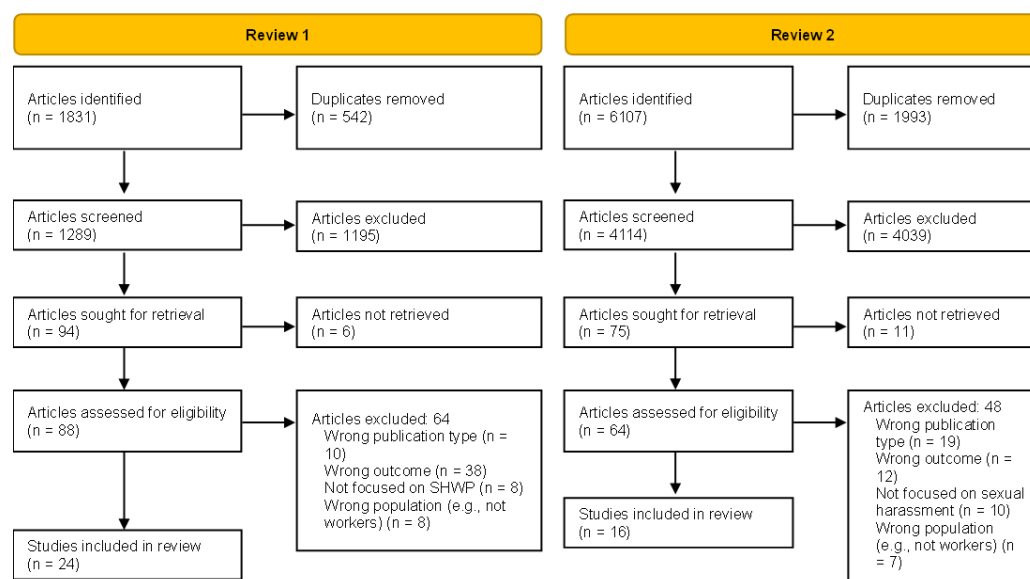 Review 1
Articles identified
(n = 1831)
Duplicates removed
(n = 542)
Articles screened
(n = 1289)
Articles excluded
(n = 1195)
Articles sought for retrieval
(n = 94)
Articles not retrieved
(n = 6)
Articles assessed for eligibility
(n = 88)
Articles excluded: 64
Wrong publication type (n =
10)
Wrong outcome (n = 38)
Not focused on SHWP (n = 8)
Wrong population (e.g., not
workers) (n = 8)
Studies included in review
(n = 24)
Review 2
Articles identified
(n = 6107)
Duplicates removed
(n = 1993)
Articles screened
(n = 4114)
Articles excluded
(n = 4039)
Articles sought for retrieval
(n = 75)
Articles not retrieved
(n = 11)
Articles assessed for eligibility
(n = 64)
Articles excluded: 48
Wrong publication
type (n = 19)
Wrong outcome (n =
12)
Not focused on sexual
harassment (n = 10)
Wrong population
(e.g., not workers) (n
= 7)
Studies included in review
(n = 16)